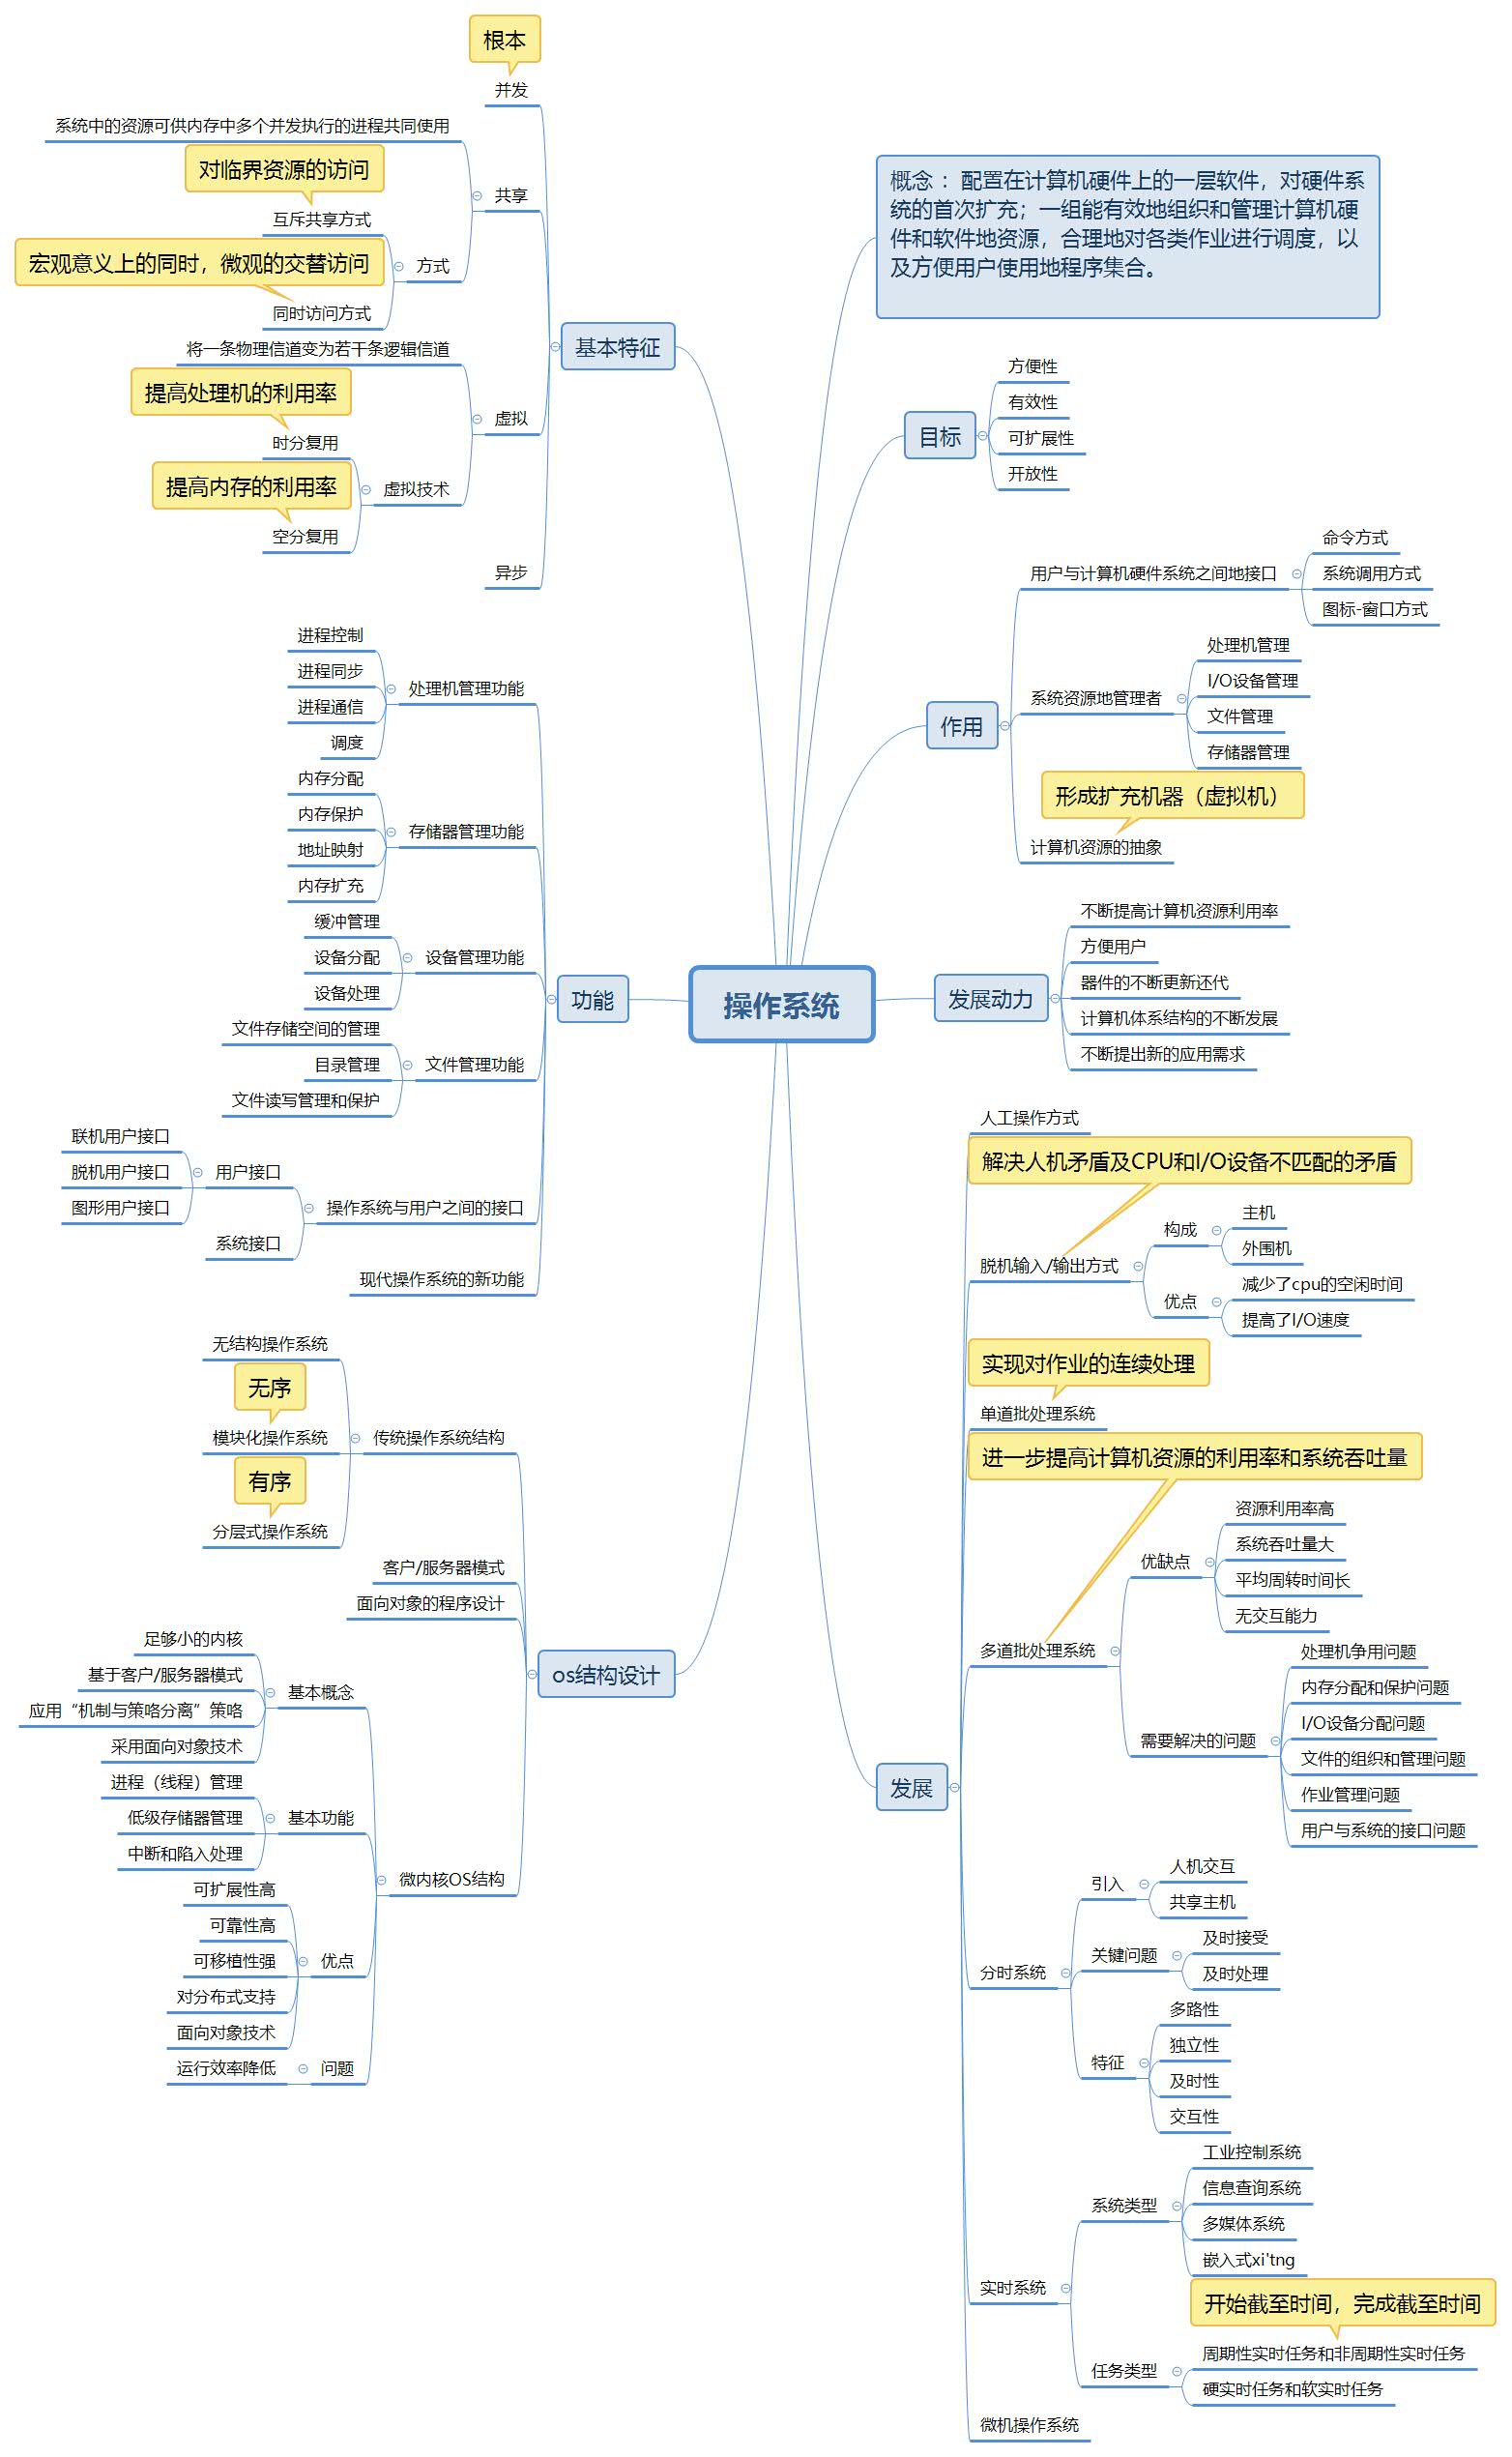 操作系统
概念：配置在计算机硬件上的一层软件，对硬件系
统的首次扩充；一组能有效地组织和管理计算机硬
件和软件地资源，合理地对各类作业进行调度，以
及方便用户使用地程序集合。
目标
方便性
有效性
可扩展性
开放性
作用
用户与计算机硬件系统之间地接口
命令方式
系统调用方式
图标-窗口方式
系统资源地管理者
处理机管理
I/O设备管理
文件管理
存储器管理
形成扩充机器（虚拟机）
计算机资源的抽象
发展动力
不断提高计算机资源利用率
方便用户
器件的不断更新还代
计算机体系结构的不断发展
不断提出新的应用需求
发展
人工操作方式
解决人机矛盾及CPU和I/O设备不匹配的矛盾
脱机输入/输出方式
构成
主机
外围机
优点
减少了cpu的空闲时间
提高了I/O速度
实现对作业的连续处理
单道批处理系统
进一步提高计算机资源的利用率和系统吞吐量
多道批处理系统
优缺点
资源利用率高
系统吞吐量大
平均周转时间长
无交互能力
需要解决的问题
处理机争用问题
内存分配和保护问题
I/O设备分配问题
文件的组织和管理问题
作业管理问题
用户与系统的接口问题
分时系统
引入
人机交互
共享主机
关键问题
及时接受
及时处理
特征
多路性
独立性
及时性
交互性
实时系统
系统类型
工业控制系统
信息查询系统
多媒体系统
嵌入式xi'tng
任务类型
开始截至时间，完成截至时间
周期性实时任务和非周期性实时任务
硬实时任务和软实时任务
微机操作系统
基本特征
根本
并发
共享
系统中的资源可供内存中多个并发执行的进程共同使用
方式
对临界资源的访问
互斥共享方式
宏观意义上的同时，微观的交替访问
同时访问方式
虚拟
将一条物理信道变为若干条逻辑信道
虚拟技术
提高处理机的利用率
时分复用
提高内存的利用率
空分复用
异步
功能
处理机管理功能
进程控制
进程同步
进程通信
调度
存储器管理功能
内存分配
内存保护
地址映射
内存扩充
设备管理功能
缓冲管理
设备分配
设备处理
文件管理功能
文件存储空间的管理
目录管理
文件读写管理和保护
操作系统与用户之间的接口
用户接口
联机用户接口
脱机用户接口
图形用户接口
系统接口
现代操作系统的新功能
os结构设计
传统操作系统结构
无结构操作系统
无序
模块化操作系统
有序
分层式操作系统
客户/服务器模式
面向对象的程序设计
微内核OS结构
基本概念
足够小的内核
基于客户/服务器模式
应用“机制与策略分离”策略
采用面向对象技术
基本功能
进程（线程）管理
低级存储器管理
中断和陷入处理
优点
可扩展性高
可靠性高
可移植性强
对分布式支持
面向对象技术
问题
运行效率降低